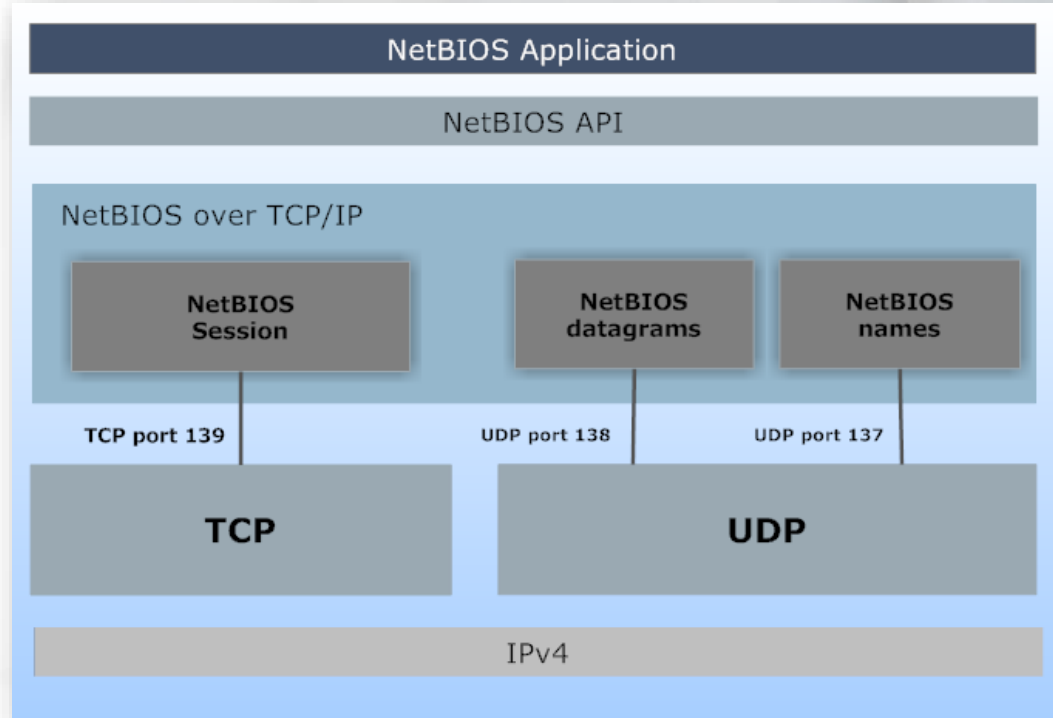 NetBIOS Application
NetBIOS API
NetBIOS over TCP/IP
NetBIOS
Session
NetBIOS
datagrams
NetBIOS
names
TCP port 139
UDP port 138
UDP port 137
TCP
UDP
IPv4